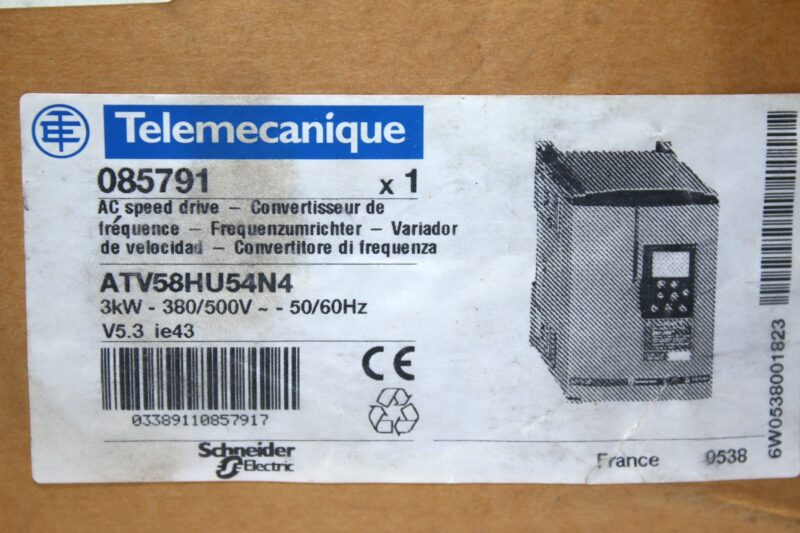 Telemecanique
085791 x 1
AC speed drive – Convertisseur de
fréquence – Frequenzumrichter – Variador
de velocidad – Convertitore di frequenza
ATV58HU54N4
3kW - 380/500V ~ - 50/60Hz
V5.3 ie43
CE
03389110857917
Schneider
Electric
France 0538
6W0538001823